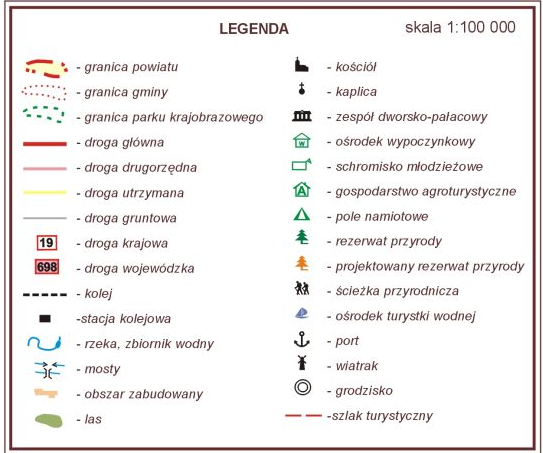 LEGENDA
skala 1:100 000
- granica powiatu
- granica gminy
- granica parku krajobrazowego
- droga główna
- droga drugorzędna
- droga utrzymana
- droga gruntowa
19 - droga krajowa
698 - droga wojewódzka
- kolej
-stacja kolejowa
- rzeka, zbiornik wodny
- mosty
- obszar zabudowany
- las
- kościół
- kaplica
- zespół dworsko-pałacowy
W - ośrodek wypoczynkowy
- schromisko młodzieżowe
A - gospodarstwo agroturystyczne
- pole namiotowe
- rezerwat przyrody
- projektowany rezerwat przyrody
- ścieżka przyrodnicza
- ośrodek turystki wodnej
- port
- wiatrak
- grodzisko
-szlak turystyczny